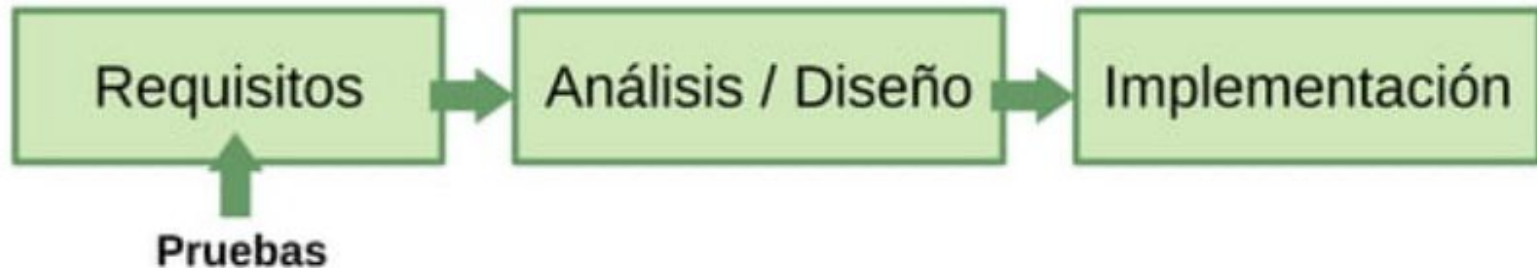 Requisitos
Análisis / Diseño
Implementación
Pruebas